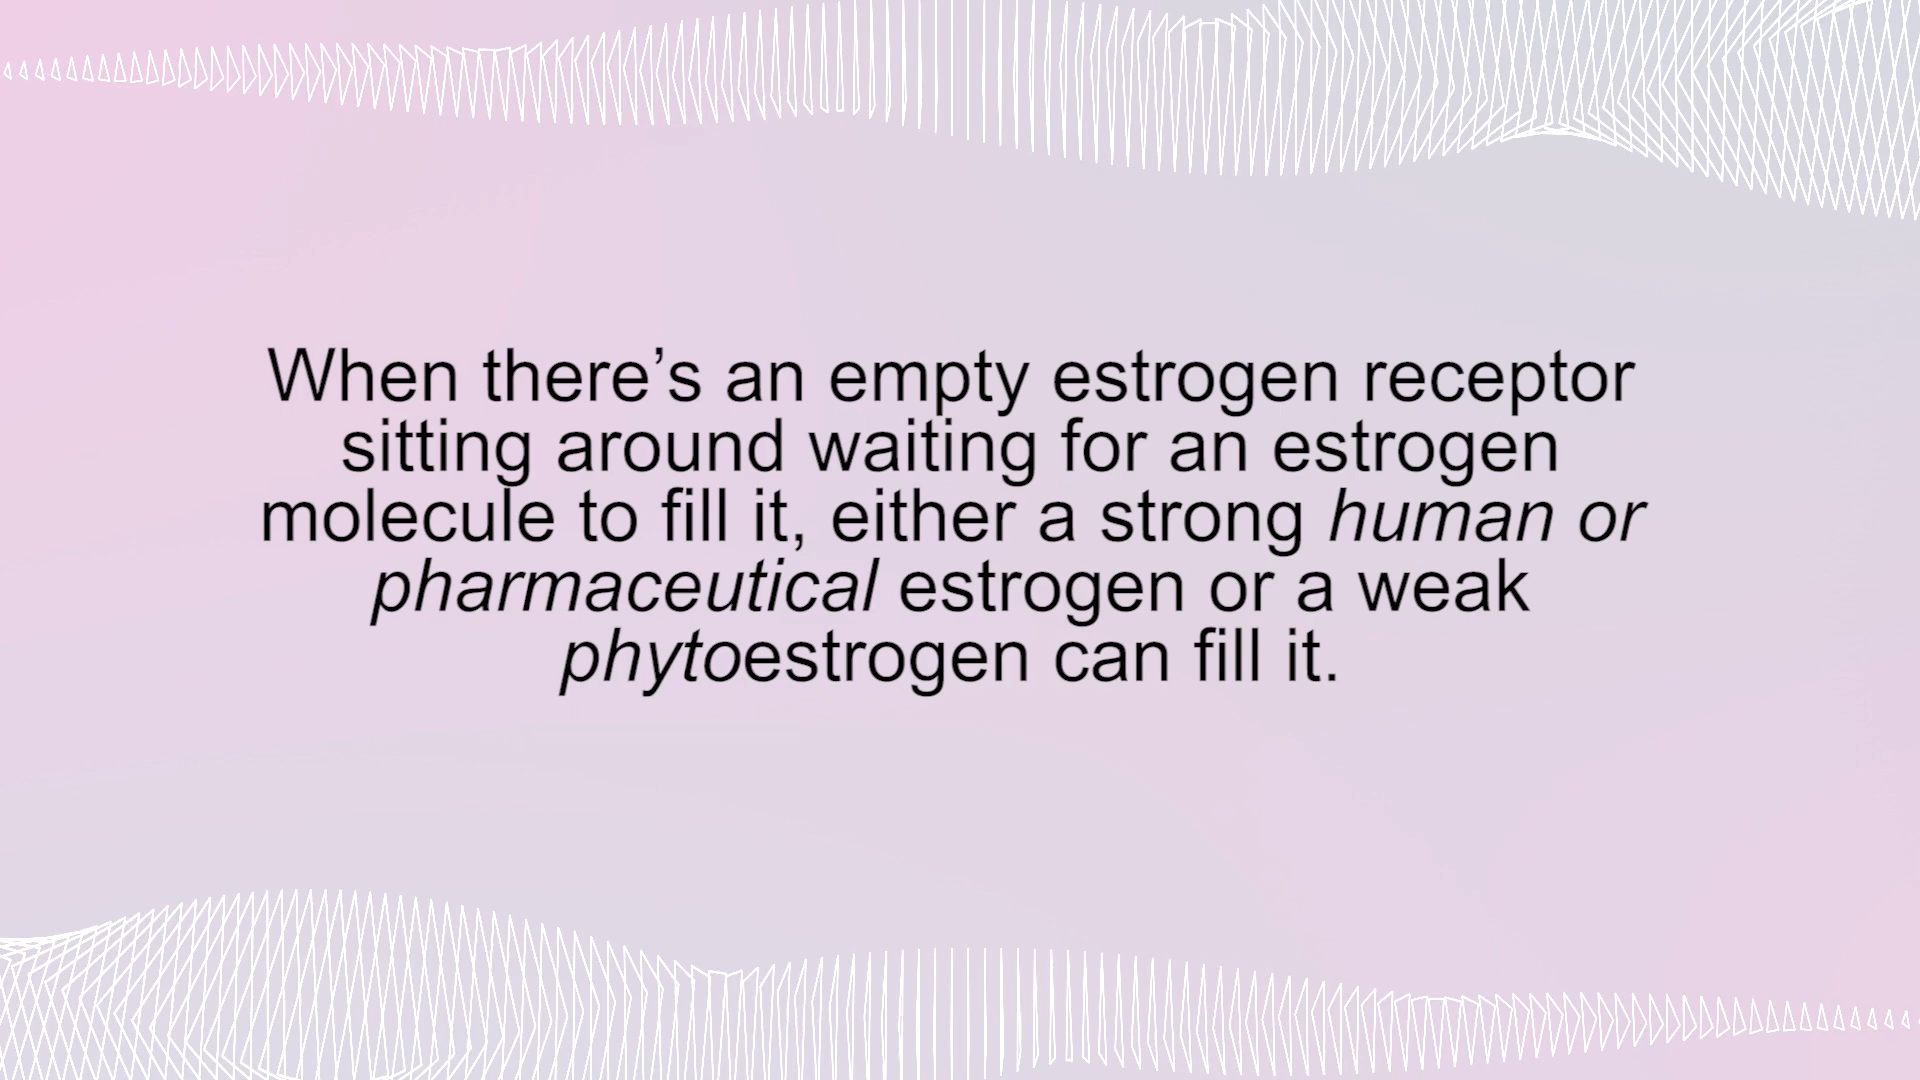 When there’s an empty estrogen receptor
sitting around waiting for an estrogen
molecule to fill it, either a strong human or
pharmaceutical estrogen or a weak
phytoestrogen can fill it.